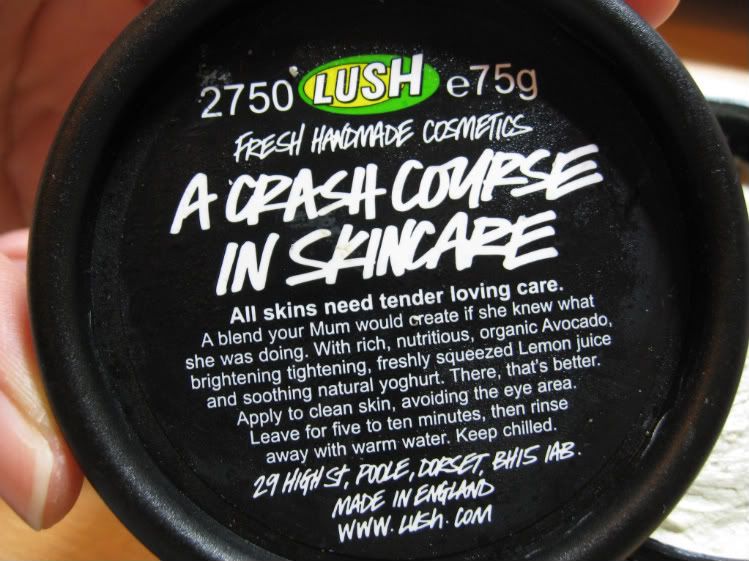 2750 LUSH e75g
FRESH HANDMADE COSMETICS
A CRASH COURSE
IN SKINCARE
All skins need tender loving care.
A blend your Mum would create if she knew what
she was doing. With rich, nutritious, organic Avocado,
brightening tightening, freshly squeezed Lemon juice
and soothing natural yoghurt. There, that's better.
Apply to clean skin, avoiding the eye area.
Leave for five to ten minutes, then rinse
away with warm water. Keep chilled.
29 HIGH ST, POOLE, DORSET, BH15 1AB.
MADE IN ENGLAND
WWW.LUSH.COM